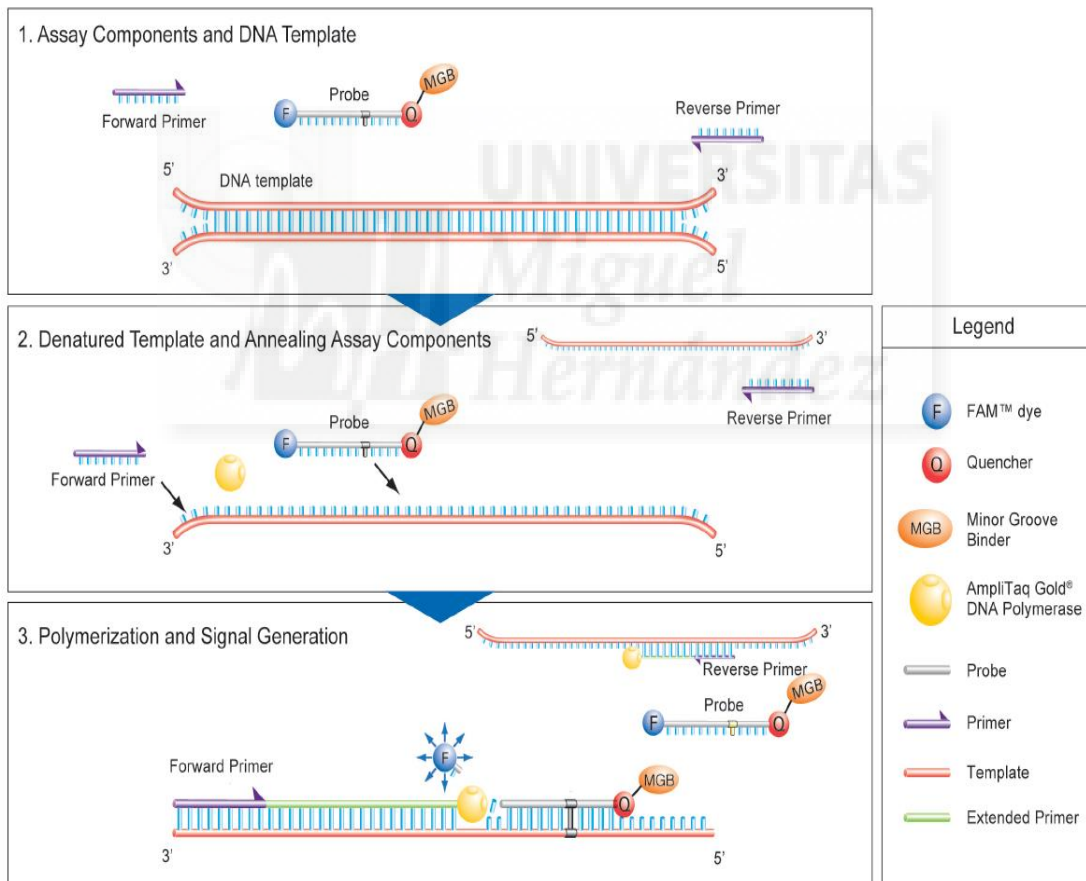 1. Assay Components and DNA Template
MGB
Probe
F
Q
Forward Primer
Reverse Primer
5'
DNA template
3'
3'
5'
UNIVERSITAS
Miguel
Hernández
2. Denatured Template and Annealing Assay Components
5'
3'
MGB
Probe
F
Q
Reverse Primer
Forward Primer
3'
5'
3. Polymerization and Signal Generation
5'
3'
Reverse Primer
MGB
Probe
F
Q
F
Forward Primer
MGB
Q
3'
5'
Legend
F FAM™ dye
Q Quencher
MGB Minor Groove
Binder
AmpliTaq Gold®
DNA Polymerase
Probe
Primer
Template
Extended Primer